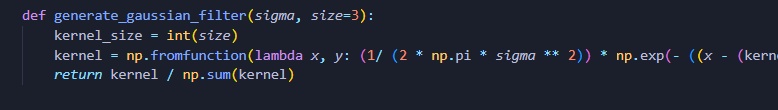 def generate_gaussian_filter(sigma, size=3):
kernel_size = int(size)
kernel = np.fromfunction(lambda x, y: (1/ (2 * np.pi * sigma ** 2)) * np.exp(- ((x - (kerne
return kernel / np.sum(kernel)